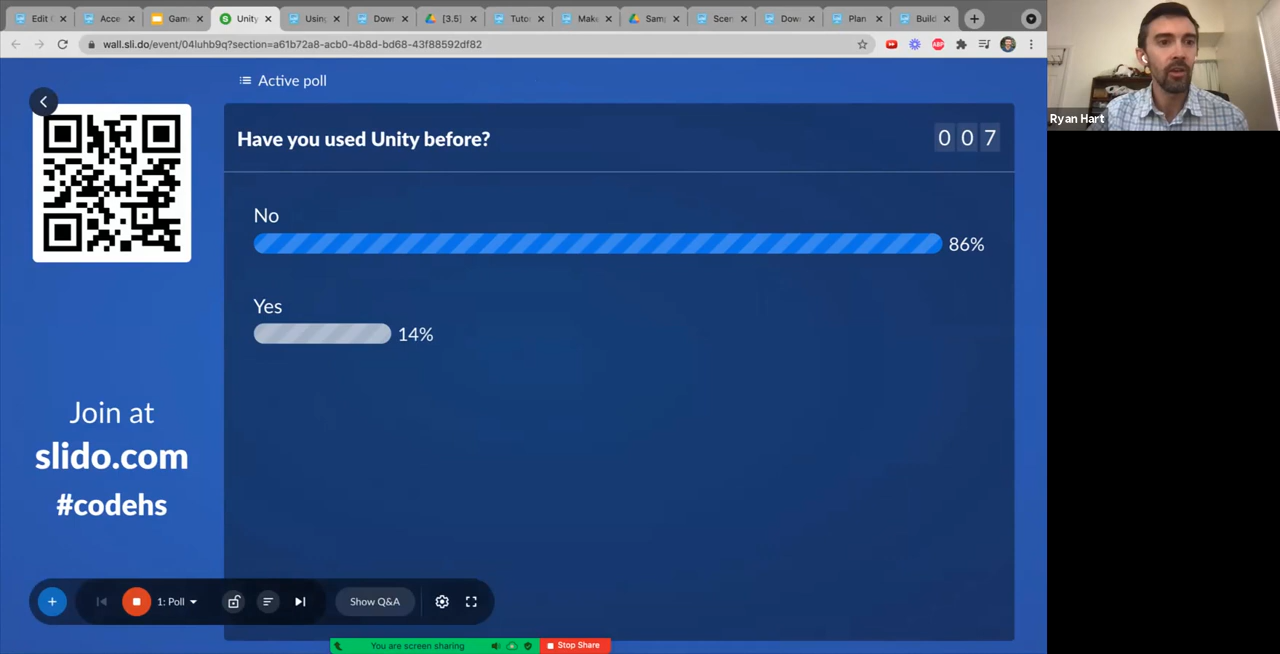 Edit
Acce
Gam
Unity
Using
Dow
[3.5]
Tuto
Make
Sam
Scen
Dow
Plan
Build
wall.sli.do/event/04luhb9q?section=a61b72a8-acb0-4b8d-bd68-43f88592df82
ABP
Active poll
Have you used Unity before?
0 0 7
No
86%
Yes
14%
Join at
slido.com
#codehs
1: Poll
Show Q&A
You are screen sharing
Stop Share
Ryan Hart